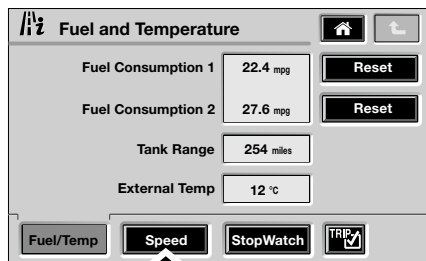 Fuel and Temperature
Fuel Consumption 1 22.4 mpg Reset
Fuel Consumption 2 27.6 mpg Reset
Tank Range 254 miles
External Temp 12 °C
Fuel/Temp Speed StopWatch TRIP